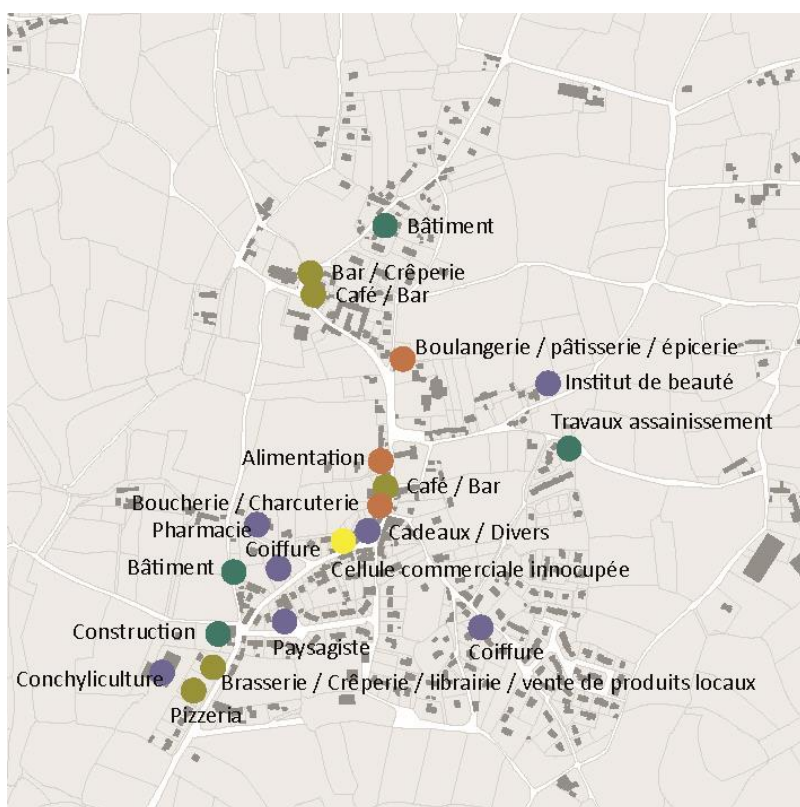 Bâtiment
Bar / Crêperie
Café / Bar
Boulangerie / pâtisserie / épicerie
Institut de beauté
Travaux assainissement
Alimentation
Café / Bar
Boucherie / Charcuterie
Pharmacie
Cadeaux / Divers
Coiffure
Bâtiment
Cellule commerciale innocupée
Construction
Paysagiste
Coiffure
Conchyliculture
Brasserie / Crêperie / librairie / vente de produits locaux
Pizzeria